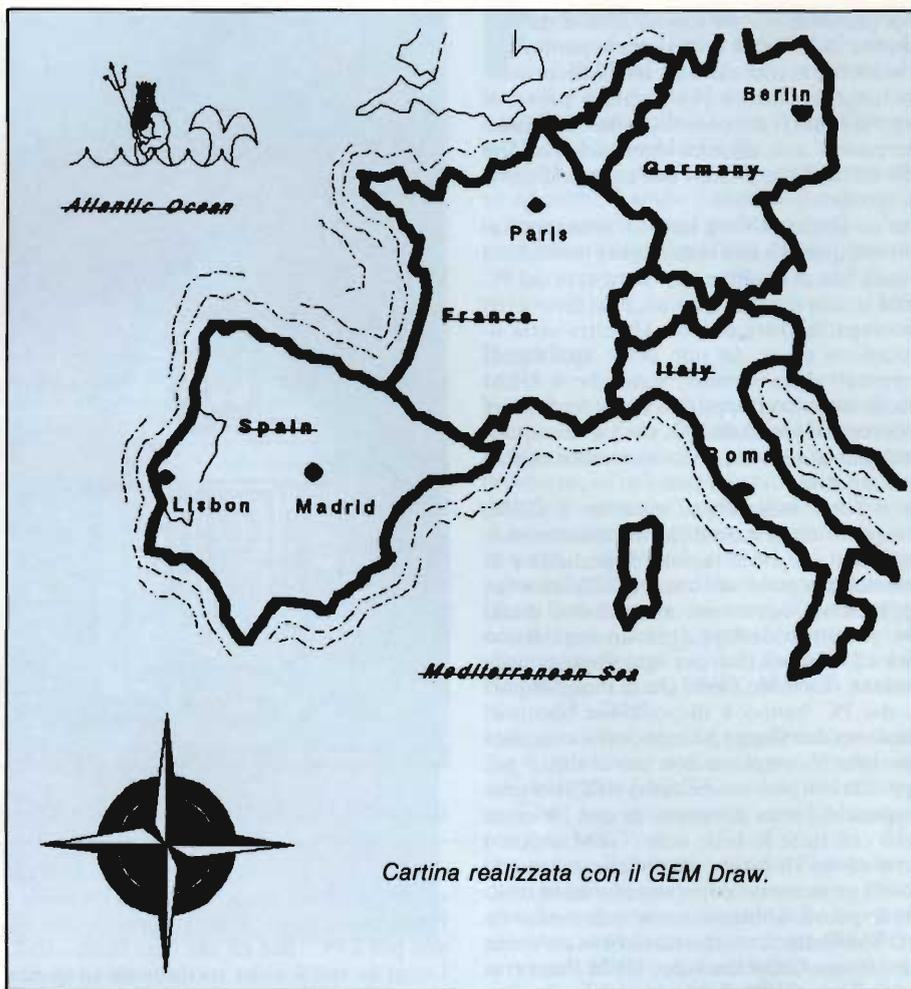 Berlin
Germany
Atlantic Ocean
Paris
France
Italy
Spain
Rome
Lisbon
Madrid
Mediterranean Sea
Cartina realizzata con il GEM Draw.